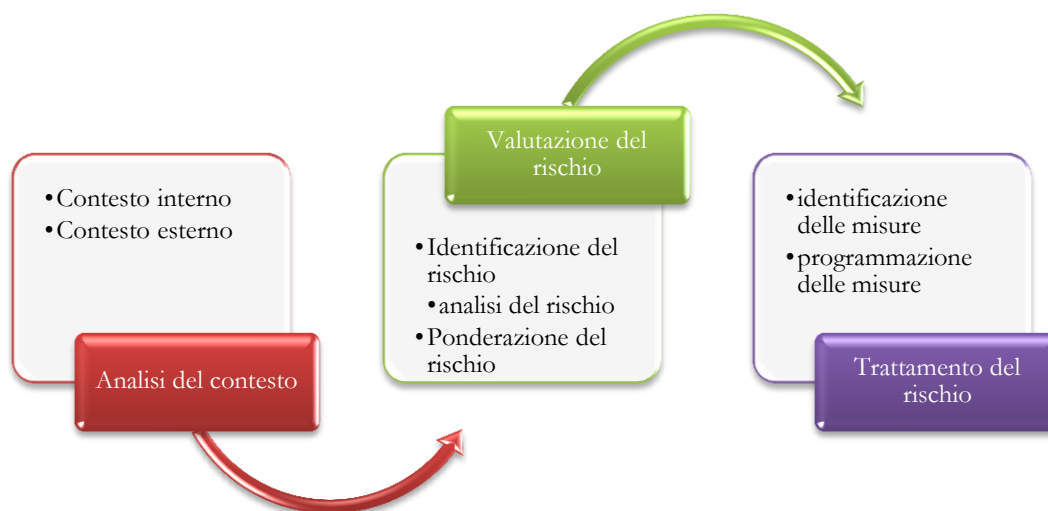 •Contesto interno
•Contesto esterno
Analisi del contesto
Valutazione del
rischio
•Identificazione del
rischio
•analisi del rischio
•Ponderazione del
rischio
•identificazione
delle misure
•programmazione
delle misure
Trattamento del
rischio